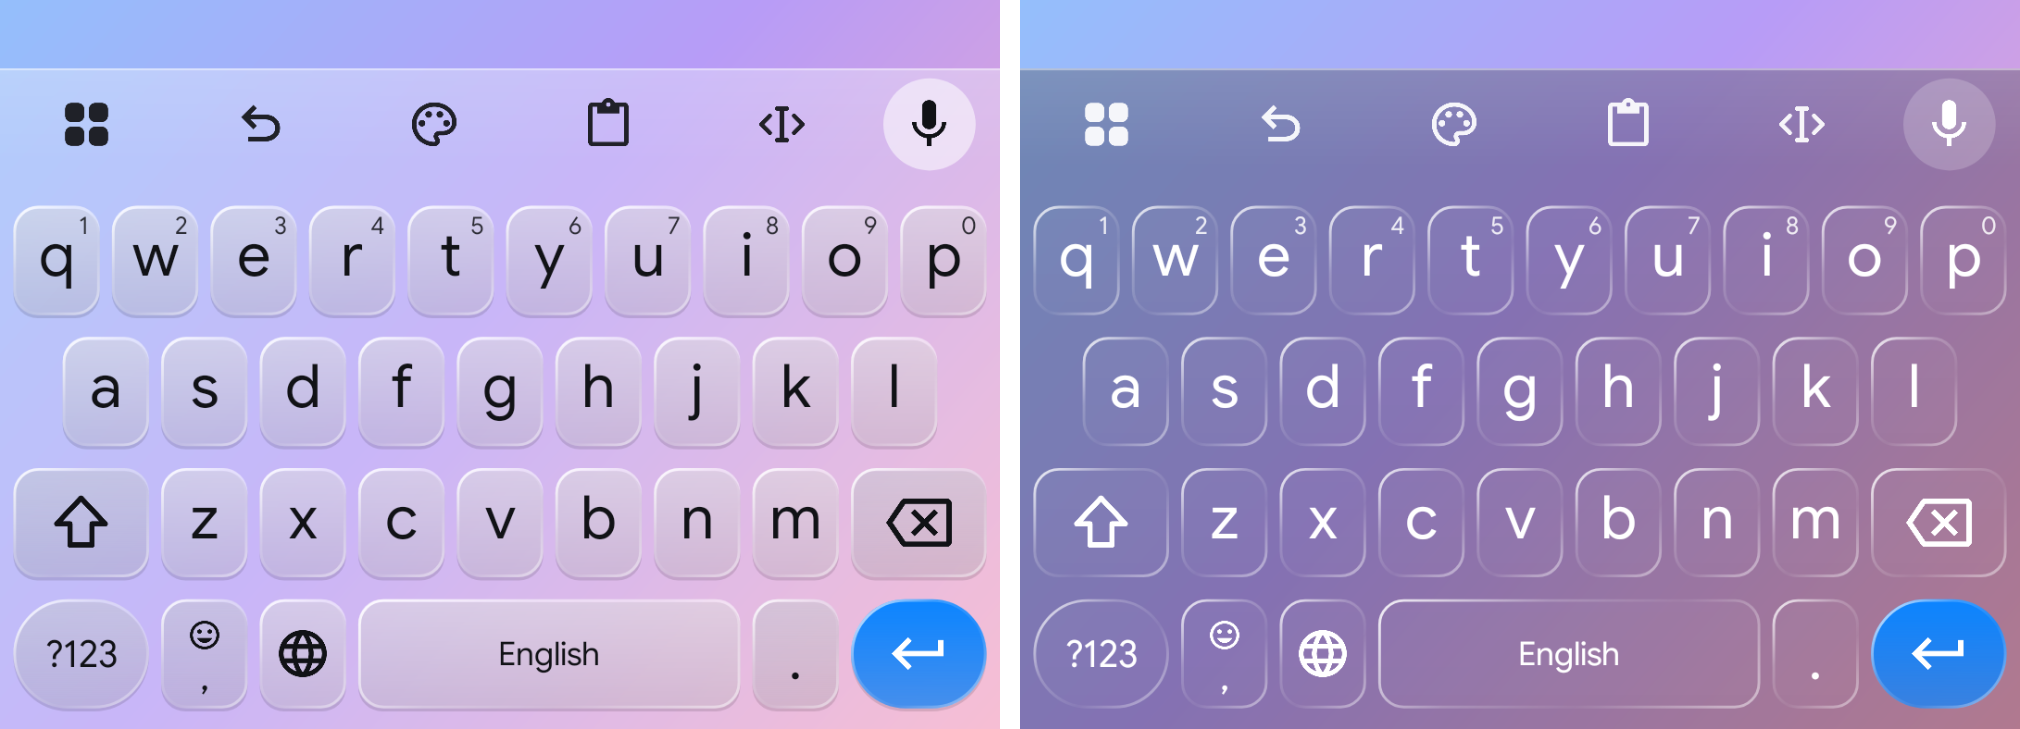 1 2 3 4 5 6 7 8 9 0
q w e r t y u i o p
a s d f g h j k l
z x c v b n m
?123 , English .
1 2 3 4 5 6 7 8 9 0
q w e r t y u i o p
a s d f g h j k l
z x c v b n m
?123 , English .